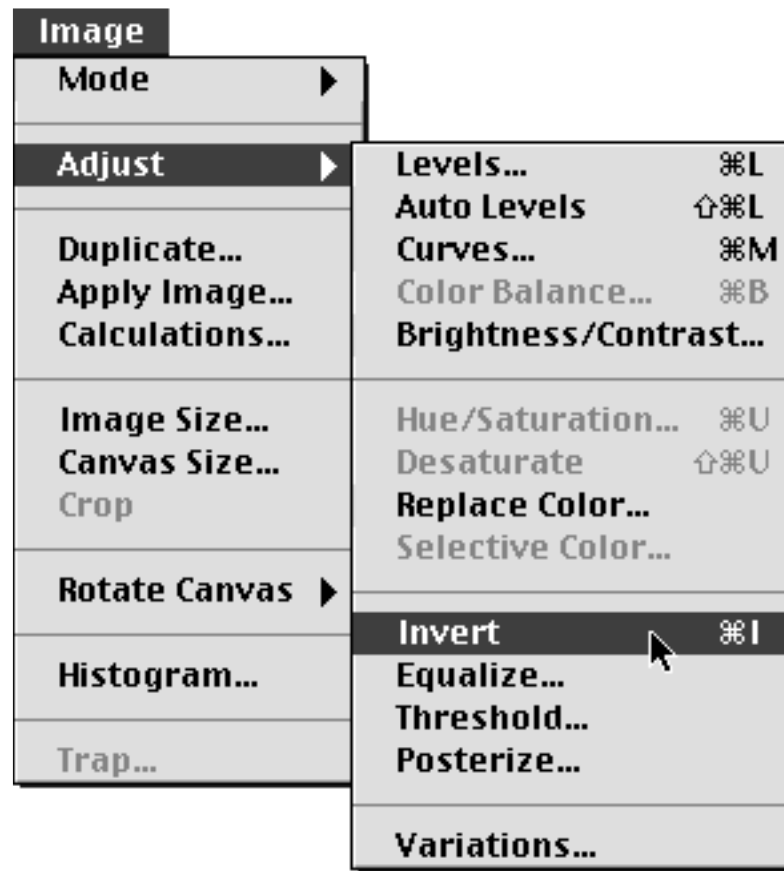 Image
Mode
Adjust
Duplicate...
Apply Image...
Calculations...
Image Size...
Canvas Size...
Crop
Rotate Canvas
Histogram...
Trap...
Levels... ⌘L
Auto Levels ⇧⌘L
Curves... ⌘M
Color Balance... ⌘B
Brightness/Contrast...
Hue/Saturation... ⌘U
Desaturate ⇧⌘U
Replace Color...
Selective Color...
Invert ⌘I
Equalize...
Threshold...
Posterize...
Variations...